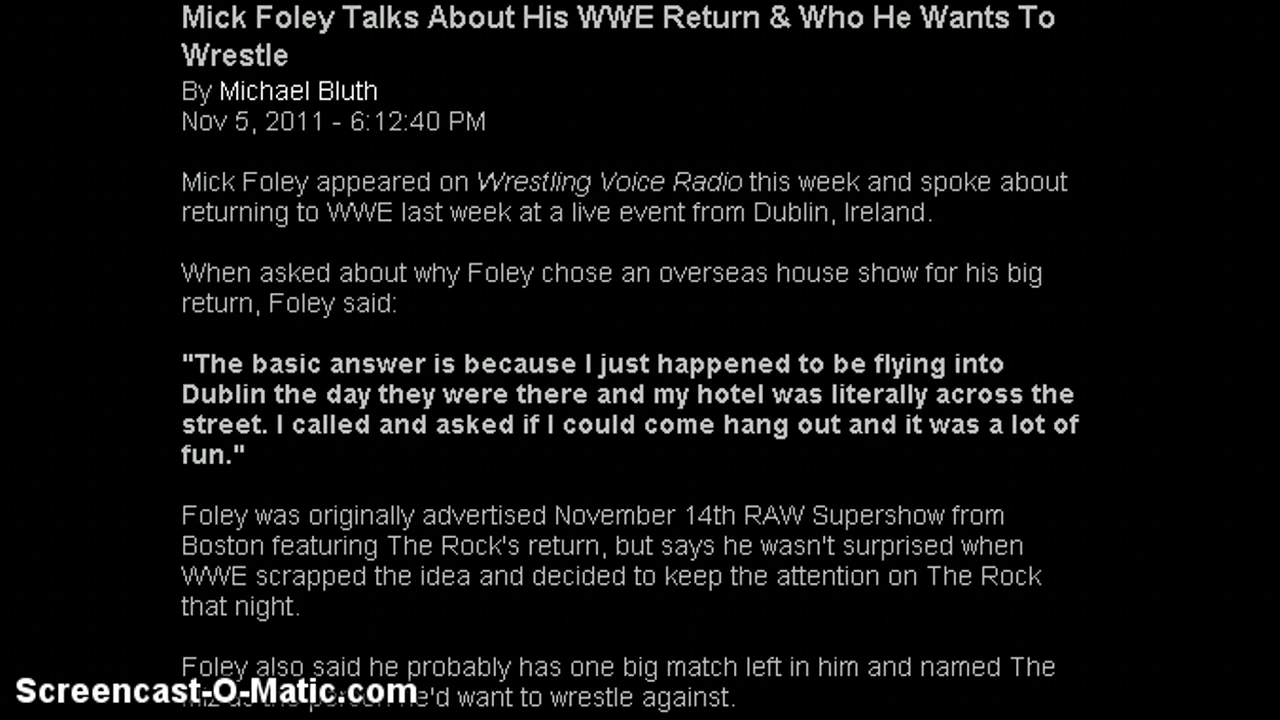 Mick Foley Talks About His WWE Return & Who He Wants To
Wrestle
By Michael Bluth
Nov 5, 2011 - 6:12:40 PM
Mick Foley appeared on Wrestling Voice Radio this week and spoke about
returning to WWE last week at a live event from Dublin, Ireland.
When asked about why Foley chose an overseas house show for his big
return, Foley said:
"The basic answer is because I just happened to be flying into
Dublin the day they were there and my hotel was literally across the
street. I called and asked if I could come hang out and it was a lot of
fun."
Foley was originally advertised November 14th RAW Supershow from
Boston featuring The Rock's return, but says he wasn't surprised when
WWE scrapped the idea and decided to keep the attention on The Rock
that night.
Foley also said he probably has one big match left in him and named The
Miz as the person he'd want to wrestle against.
Screencast-O-Matic.com